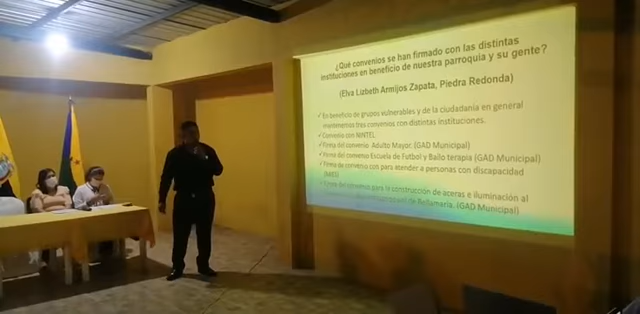 ¿Qué convenios se han firmado con las distintas
instituciones en beneficio de nuestra parroquia y su gente?
(Elva Lizbeth Armijos Zapata, Piedra Redonda)
✓ En beneficio de grupos vulnerables y de la ciudadanía en general
mantenemos tres convenios con distintas instituciones.
✓ Convenio con MINTEL.
✓ Firma del convenio Adulto Mayor. (GAD Municipal)
✓ Firma del convenio Escuela de Futbol y Bailo terapia (GAD Municipal)
✓ Firma de convenio con para atender a personas con discapacidad
(MIES)
✓ Firma del convenio para la construcción de aceras e iluminación al
de Bellamaría. (GAD Municipal)